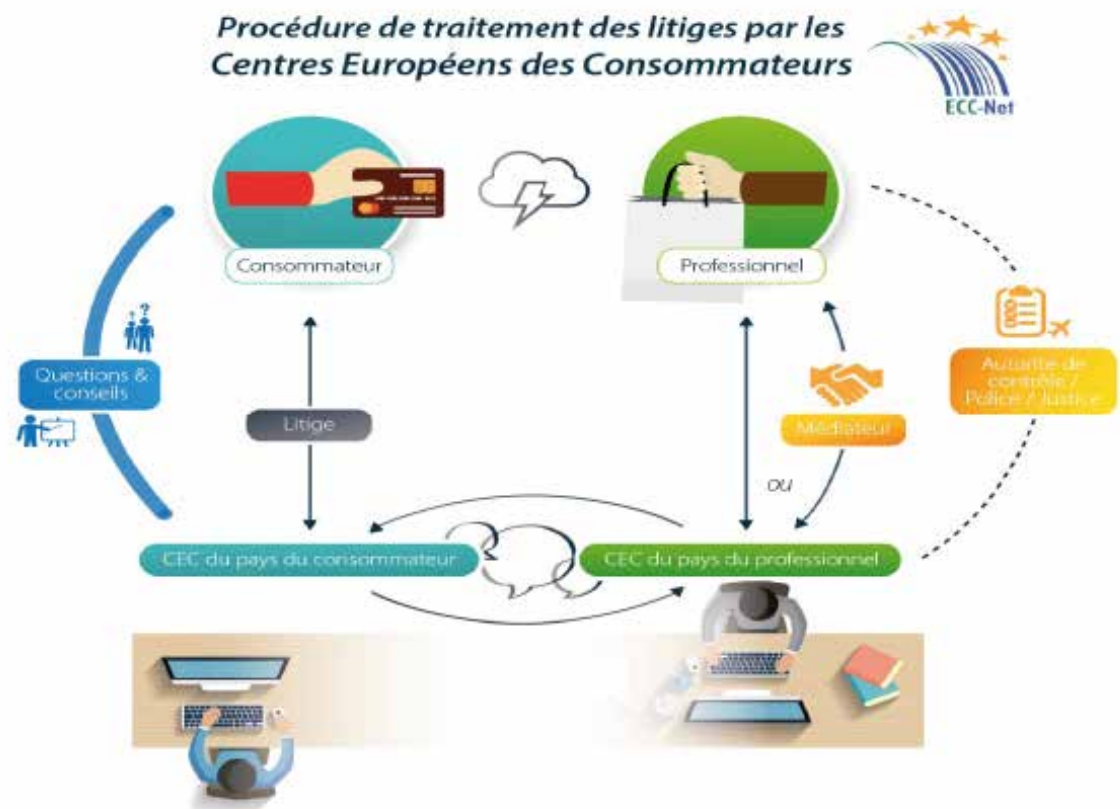 Procédure de traitement des litiges par les
Centres Européens des Consommateurs
ECC-Net
Consommateur
Professionnel
Questions &
conseils
Litige
Médiateur
Autorité de
contrôle /
Police / Justice
ou
CEC du pays du consommateur
CEC du pays du professionnel